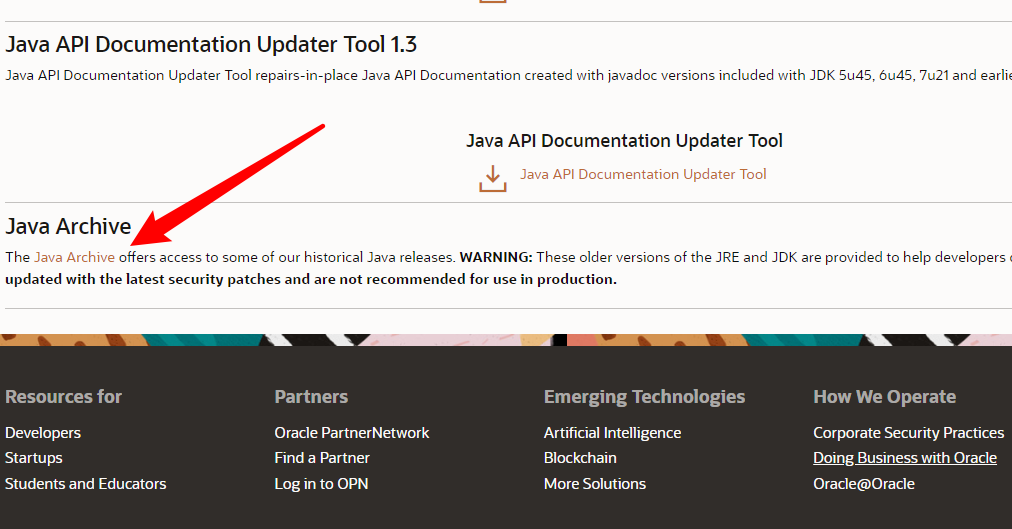 Java API Documentation Updater Tool 1.3
Java API Documentation Updater Tool repairs-in-place Java API Documentation created with javadoc versions included with JDK 5u45, 6u45, 7u21 and
Java API Documentation Updater Tool
Java API Documentation Updater Tool
Java Archive
The Java Archive offers access to some of our historical Java releases. WARNING: These older versions of the JRE and JDK are provided to help developers
updated with the latest security patches and are not recommended for use in production.
Resources for
Developers
Startups
Students and Educators
Partners
Oracle PartnerNetwork
Find a Partner
Log in to OPN
Emerging Technologies
Artificial Intelligence
Blockchain
More Solutions
How We Operate
Corporate Security Practices
Doing Business with Oracle
Oracle@Oracle